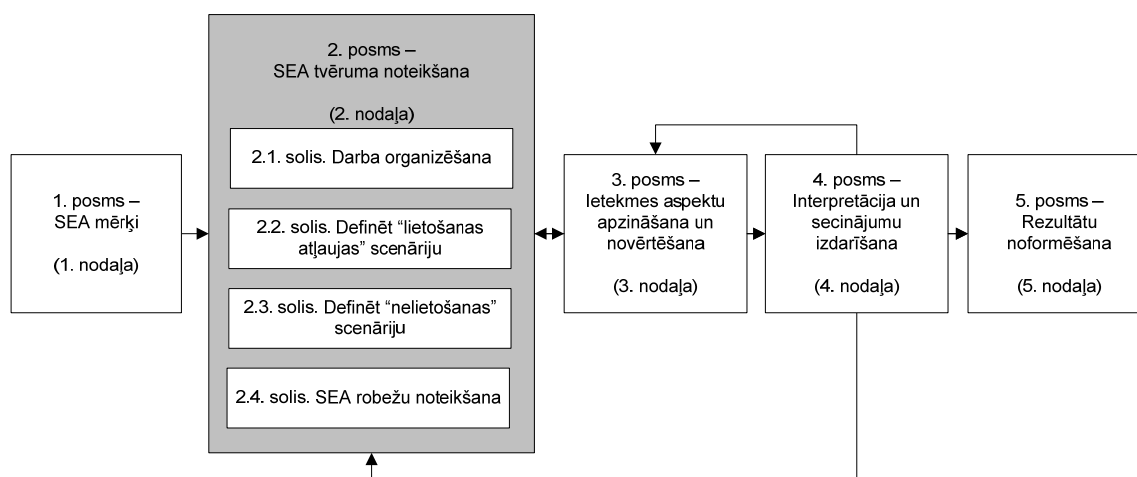 1. posms –
SEA mērķi
(1. nodaļa)
2. posms –
SEA tvēruma noteikšana
(2. nodaļa)
2.1. solis. Darba organizēšana
2.2. solis. Definēt “lietošanas
atļaujas” scenāriju
2.3. solis. Definēt “nelietošanas”
scenāriju
2.4. solis. SEA robežu noteikšana
3. posms –
Ietekmes aspektu
apzināšana un
novērtēšana
(3. nodaļa)
4. posms –
Interpretācija un
secinājumu
izdarīšana
(4. nodaļa)
5. posms –
Rezultātu
noformēšana
(5. nodaļa)